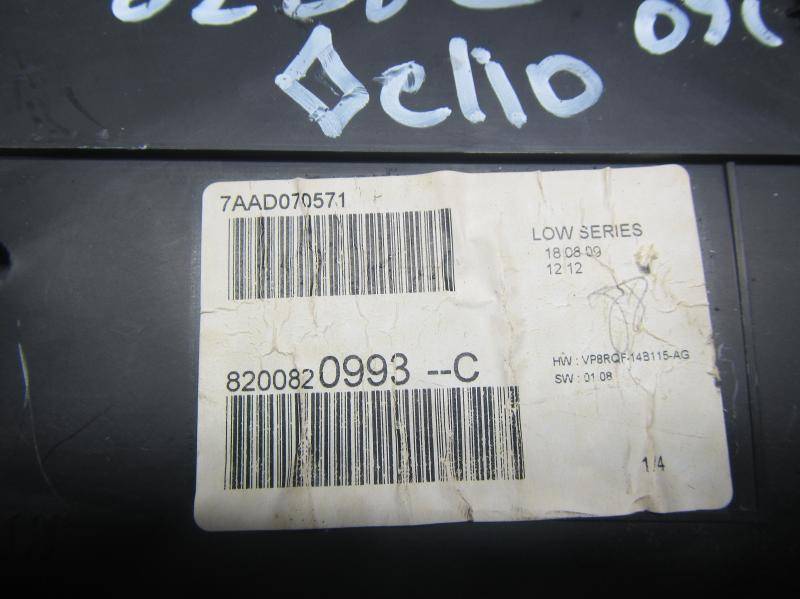 clio
7AAD070571
LOW SERIES
18 08 09
12 12
8200820993 --C
HW : VP8RQF-14B115-AG
SW : 01.08
1/4